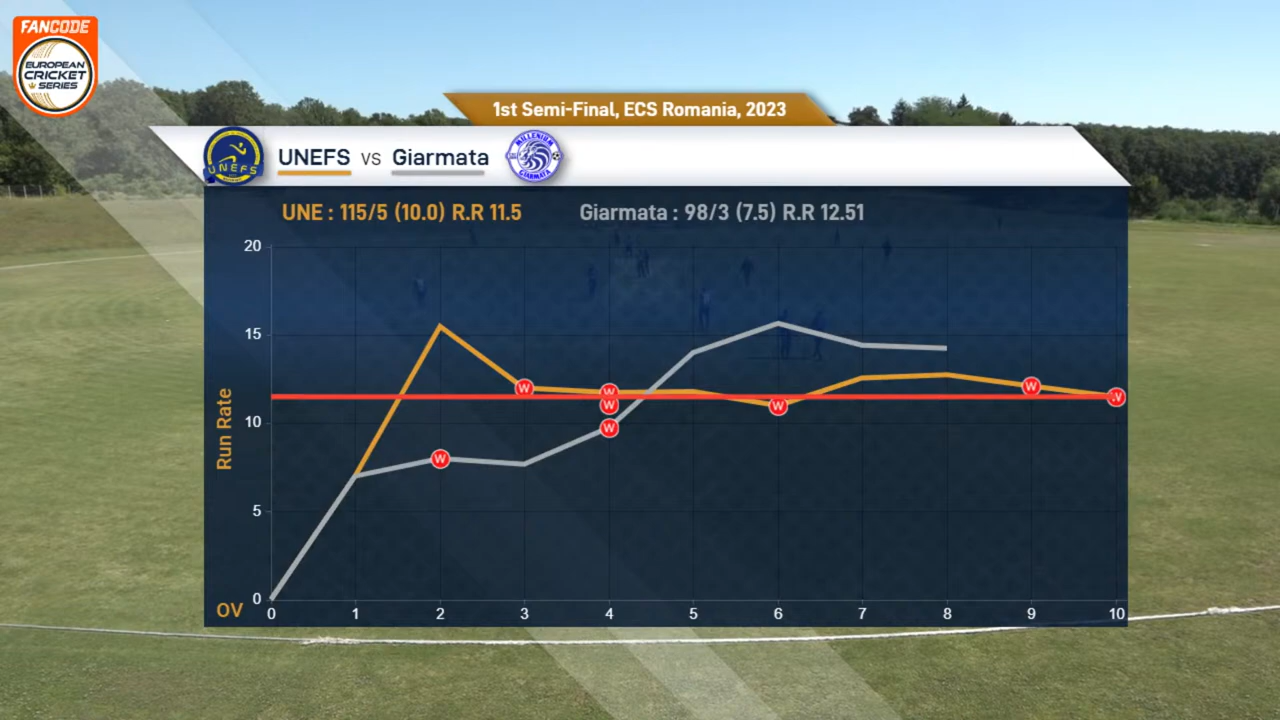 FANCODE
EUROPEAN
CRICKET
SERIES
1st Semi-Final, ECS Romania, 2023
UNEFS
UNEFS vs Giarmata
MILLENIUM
GIARMATA
UNE : 115/5 (10.0) R.R 11.5
Giarmata : 98/3 (7.5) R.R 12.51
20
15
10
5
0
Run Rate
W
W
W
W
W
W
W
W
OV
0 1 2 3 4 5 6 7 8 9 10